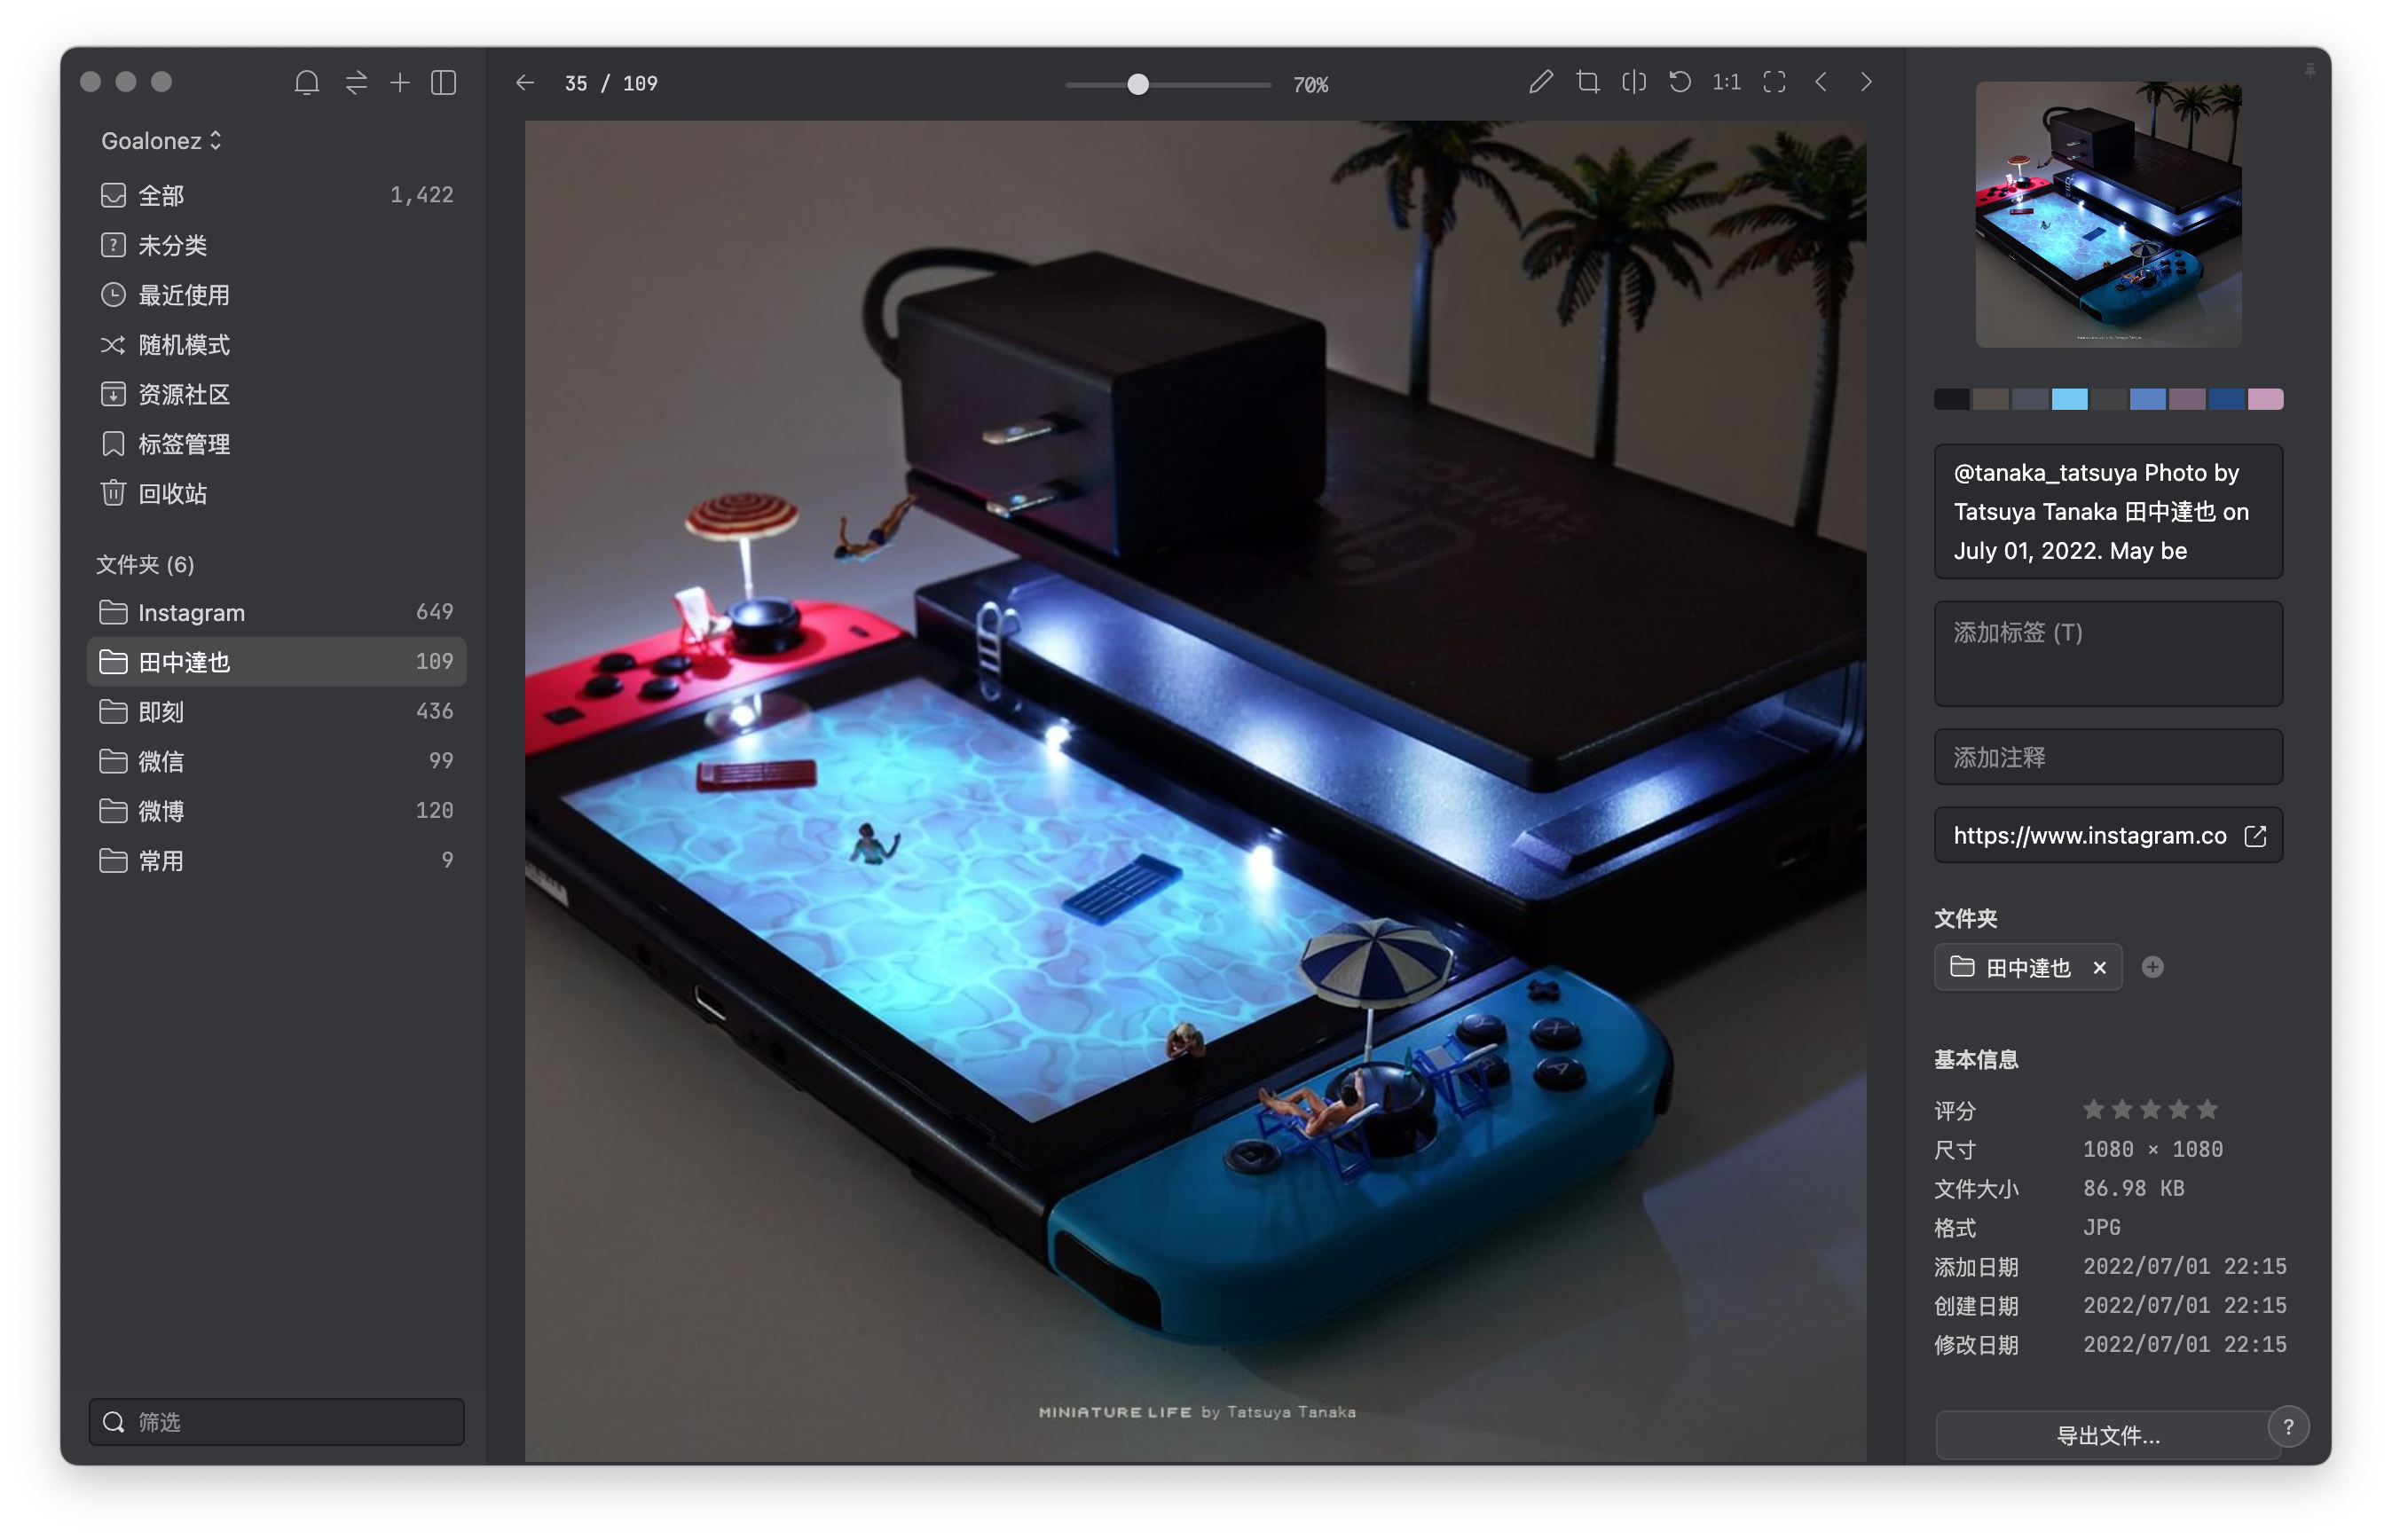 35 / 109
70%
1:1
Goalonez
全部 1,422
未分类
最近使用
随机模式
资源社区
标签管理
回收站
文件夹 (6)
Instagram 649
田中達也 109
即刻 436
微信 99
微博 120
常用 9
筛选
MINIATURE LIFE by Tatsuya Tanaka
@tanaka_tatsuya Photo by
Tatsuya Tanaka 田中達也 on
July 01, 2022. May be
添加标签 (T)
添加注释
https://www.instagram.co
文件夹
田中達也
基本信息
评分
尺寸 1080 × 1080
文件大小 86.98 KB
格式 JPG
添加日期 2022/07/01 22:15
创建日期 2022/07/01 22:15
修改日期 2022/07/01 22:15
导出文件...
?